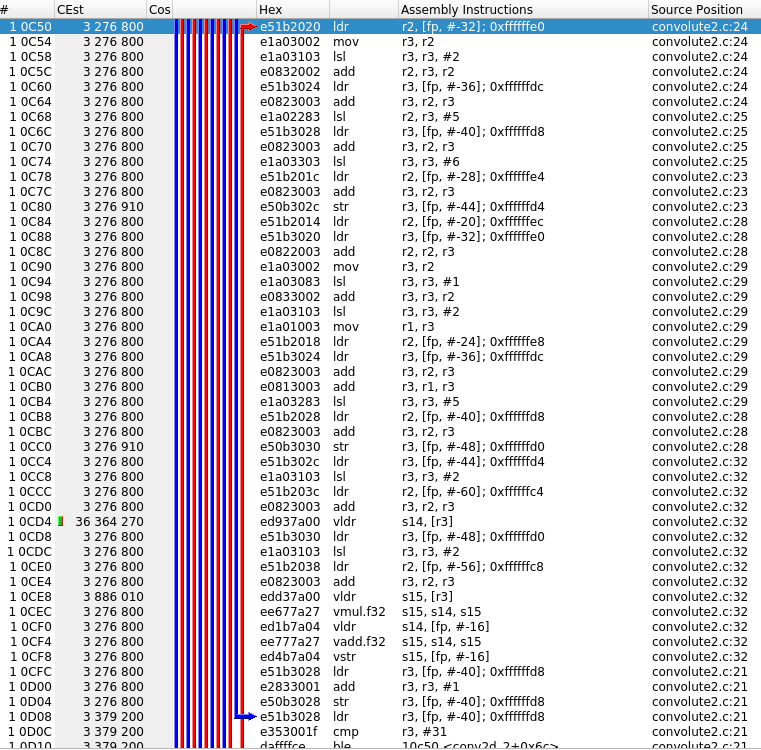 # CEst Cos Hex Assembly Instructions Source Position
1 0C50 3 276 800 e51b2020 ldr r2, [fp, #-32]; 0xffffffe0 convolute2.c:24
1 0C54 3 276 800 e1a03002 mov r3, r2 convolute2.c:24
1 0C58 3 276 800 e1a03103 lsl r3, r3, #2 convolute2.c:24
1 0C5C 3 276 800 e0832002 add r2, r3, r2 convolute2.c:24
1 0C60 3 276 800 e51b3024 ldr r3, [fp, #-36]; 0xffffffdc convolute2.c:24
1 0C64 3 276 800 e0823003 add r3, r2, r3 convolute2.c:24
1 0C68 3 276 800 e1a02283 lsl r2, r3, #5 convolute2.c:25
1 0C6C 3 276 800 e51b3028 ldr r3, [fp, #-40]; 0xffffffd8 convolute2.c:25
1 0C70 3 276 800 e0823003 add r3, r2, r3 convolute2.c:25
1 0C74 3 276 800 e1a03303 lsl r3, r3, #6 convolute2.c:25
1 0C78 3 276 800 e51b201c ldr r2, [fp, #-28]; 0xffffffe4 convolute2.c:23
1 0C7C 3 276 800 e0823003 add r3, r2, r3 convolute2.c:23
1 0C80 3 276 910 e50b302c str r3, [fp, #-44]; 0xffffffd4 convolute2.c:23
1 0C84 3 276 800 e51b2014 ldr r2, [fp, #-20]; 0xffffffec convolute2.c:28
1 0C88 3 276 800 e51b3020 ldr r3, [fp, #-32]; 0xffffffe0 convolute2.c:28
1 0C8C 3 276 800 e0822003 add r2, r2, r3 convolute2.c:28
1 0C90 3 276 800 e1a03002 mov r3, r2 convolute2.c:29
1 0C94 3 276 800 e1a03083 lsl r3, r3, #1 convolute2.c:29
1 0C98 3 276 800 e0833002 add r3, r3, r2 convolute2.c:29
1 0C9C 3 276 800 e1a03103 lsl r3, r3, #2 convolute2.c:29
1 0CA0 3 276 800 e1a01003 mov r1, r3 convolute2.c:29
1 0CA4 3 276 800 e51b2018 ldr r2, [fp, #-24]; 0xffffffe8 convolute2.c:29
1 0CA8 3 276 800 e51b3024 ldr r3, [fp, #-36]; 0xffffffdc convolute2.c:29
1 0CAC 3 276 800 e0823003 add r3, r2, r3 convolute2.c:29
1 0CB0 3 276 800 e0813003 add r3, r1, r3 convolute2.c:29
1 0CB4 3 276 800 e1a03283 lsl r3, r3, #5 convolute2.c:29
1 0CB8 3 276 800 e51b2028 ldr r2, [fp, #-40]; 0xffffffd8 convolute2.c:28
1 0CBC 3 276 800 e0823003 add r3, r2, r3 convolute2.c:28
1 0CC0 3 276 910 e50b3030 str r3, [fp, #-48]; 0xffffffd0 convolute2.c:28
1 0CC4 3 276 800 e51b302c ldr r3, [fp, #-44]; 0xffffffd4 convolute2.c:32
1 0CC8 3 276 800 e1a03103 lsl r3, r3, #2 convolute2.c:32
1 0CCC 3 276 800 e51b203c ldr r2, [fp, #-60]; 0xffffffc4 convolute2.c:32
1 0CD0 3 276 800 e0823003 add r3, r2, r3 convolute2.c:32
1 0CD4 36 364 270 ed937a00 vldr s14, [r3] convolute2.c:32
1 0CD8 3 276 800 e51b3030 ldr r3, [fp, #-48]; 0xffffffd0 convolute2.c:32
1 0CDC 3 276 800 e1a03103 lsl r3, r3, #2 convolute2.c:32
1 0CE0 3 276 800 e51b2038 ldr r2, [fp, #-56]; 0xffffffc8 convolute2.c:32
1 0CE4 3 276 800 e0823003 add r3, r2, r3 convolute2.c:32
1 0CE8 3 886 010 edd37a00 vldr s15, [r3] convolute2.c:32
1 0CEC 3 276 800 ee677a27 vmul.f32 s15, s14, s15 convolute2.c:32
1 0CF0 3 276 800 ed1b7a04 vldr s14, [fp, #-16] convolute2.c:32
1 0CF4 3 276 800 ee777a27 vadd.f32 s15, s14, s15 convolute2.c:32
1 0CF8 3 276 800 ed4b7a04 vstr s15, [fp, #-16] convolute2.c:32
1 0CFC 3 276 800 e51b3028 ldr r3, [fp, #-40]; 0xffffffd8 convolute2.c:21
1 0D00 3 276 800 e2833001 add r3, r3, #1 convolute2.c:21
1 0D04 3 276 800 e50b3028 str r3, [fp, #-40]; 0xffffffd8 convolute2.c:21
1 0D08 3 379 200 e51b3028 ldr r3, [fp, #-40]; 0xffffffd8 convolute2.c:21
1 0D0C 3 379 200 e353001f cmp r3, #31 convolute2.c:21
1 0D10 3 379 200 daffffce ble 10c50 <conv2d_2+0x6c> convolute2.c:21